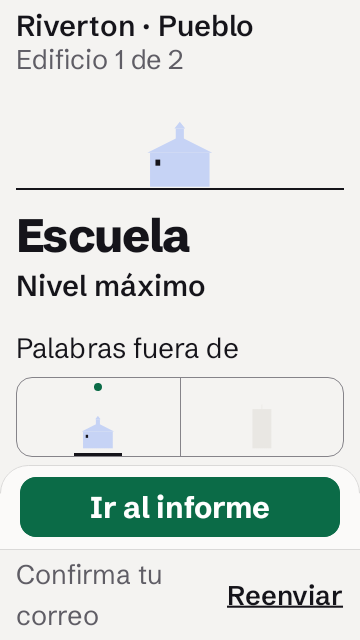 Riverton · Pueblo
Edificio 1 de 2
Escuela
Nivel máximo
Palabras fuera de
Ir al informe
Confirma tu
correo
Reenviar